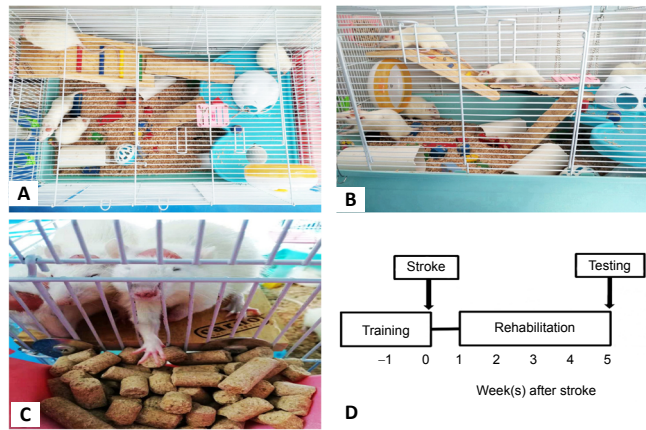 A
B
C
Stroke
Testing
Training
Rehabilitation
–1 0 1 2 3 4 5
Week(s) after stroke
D